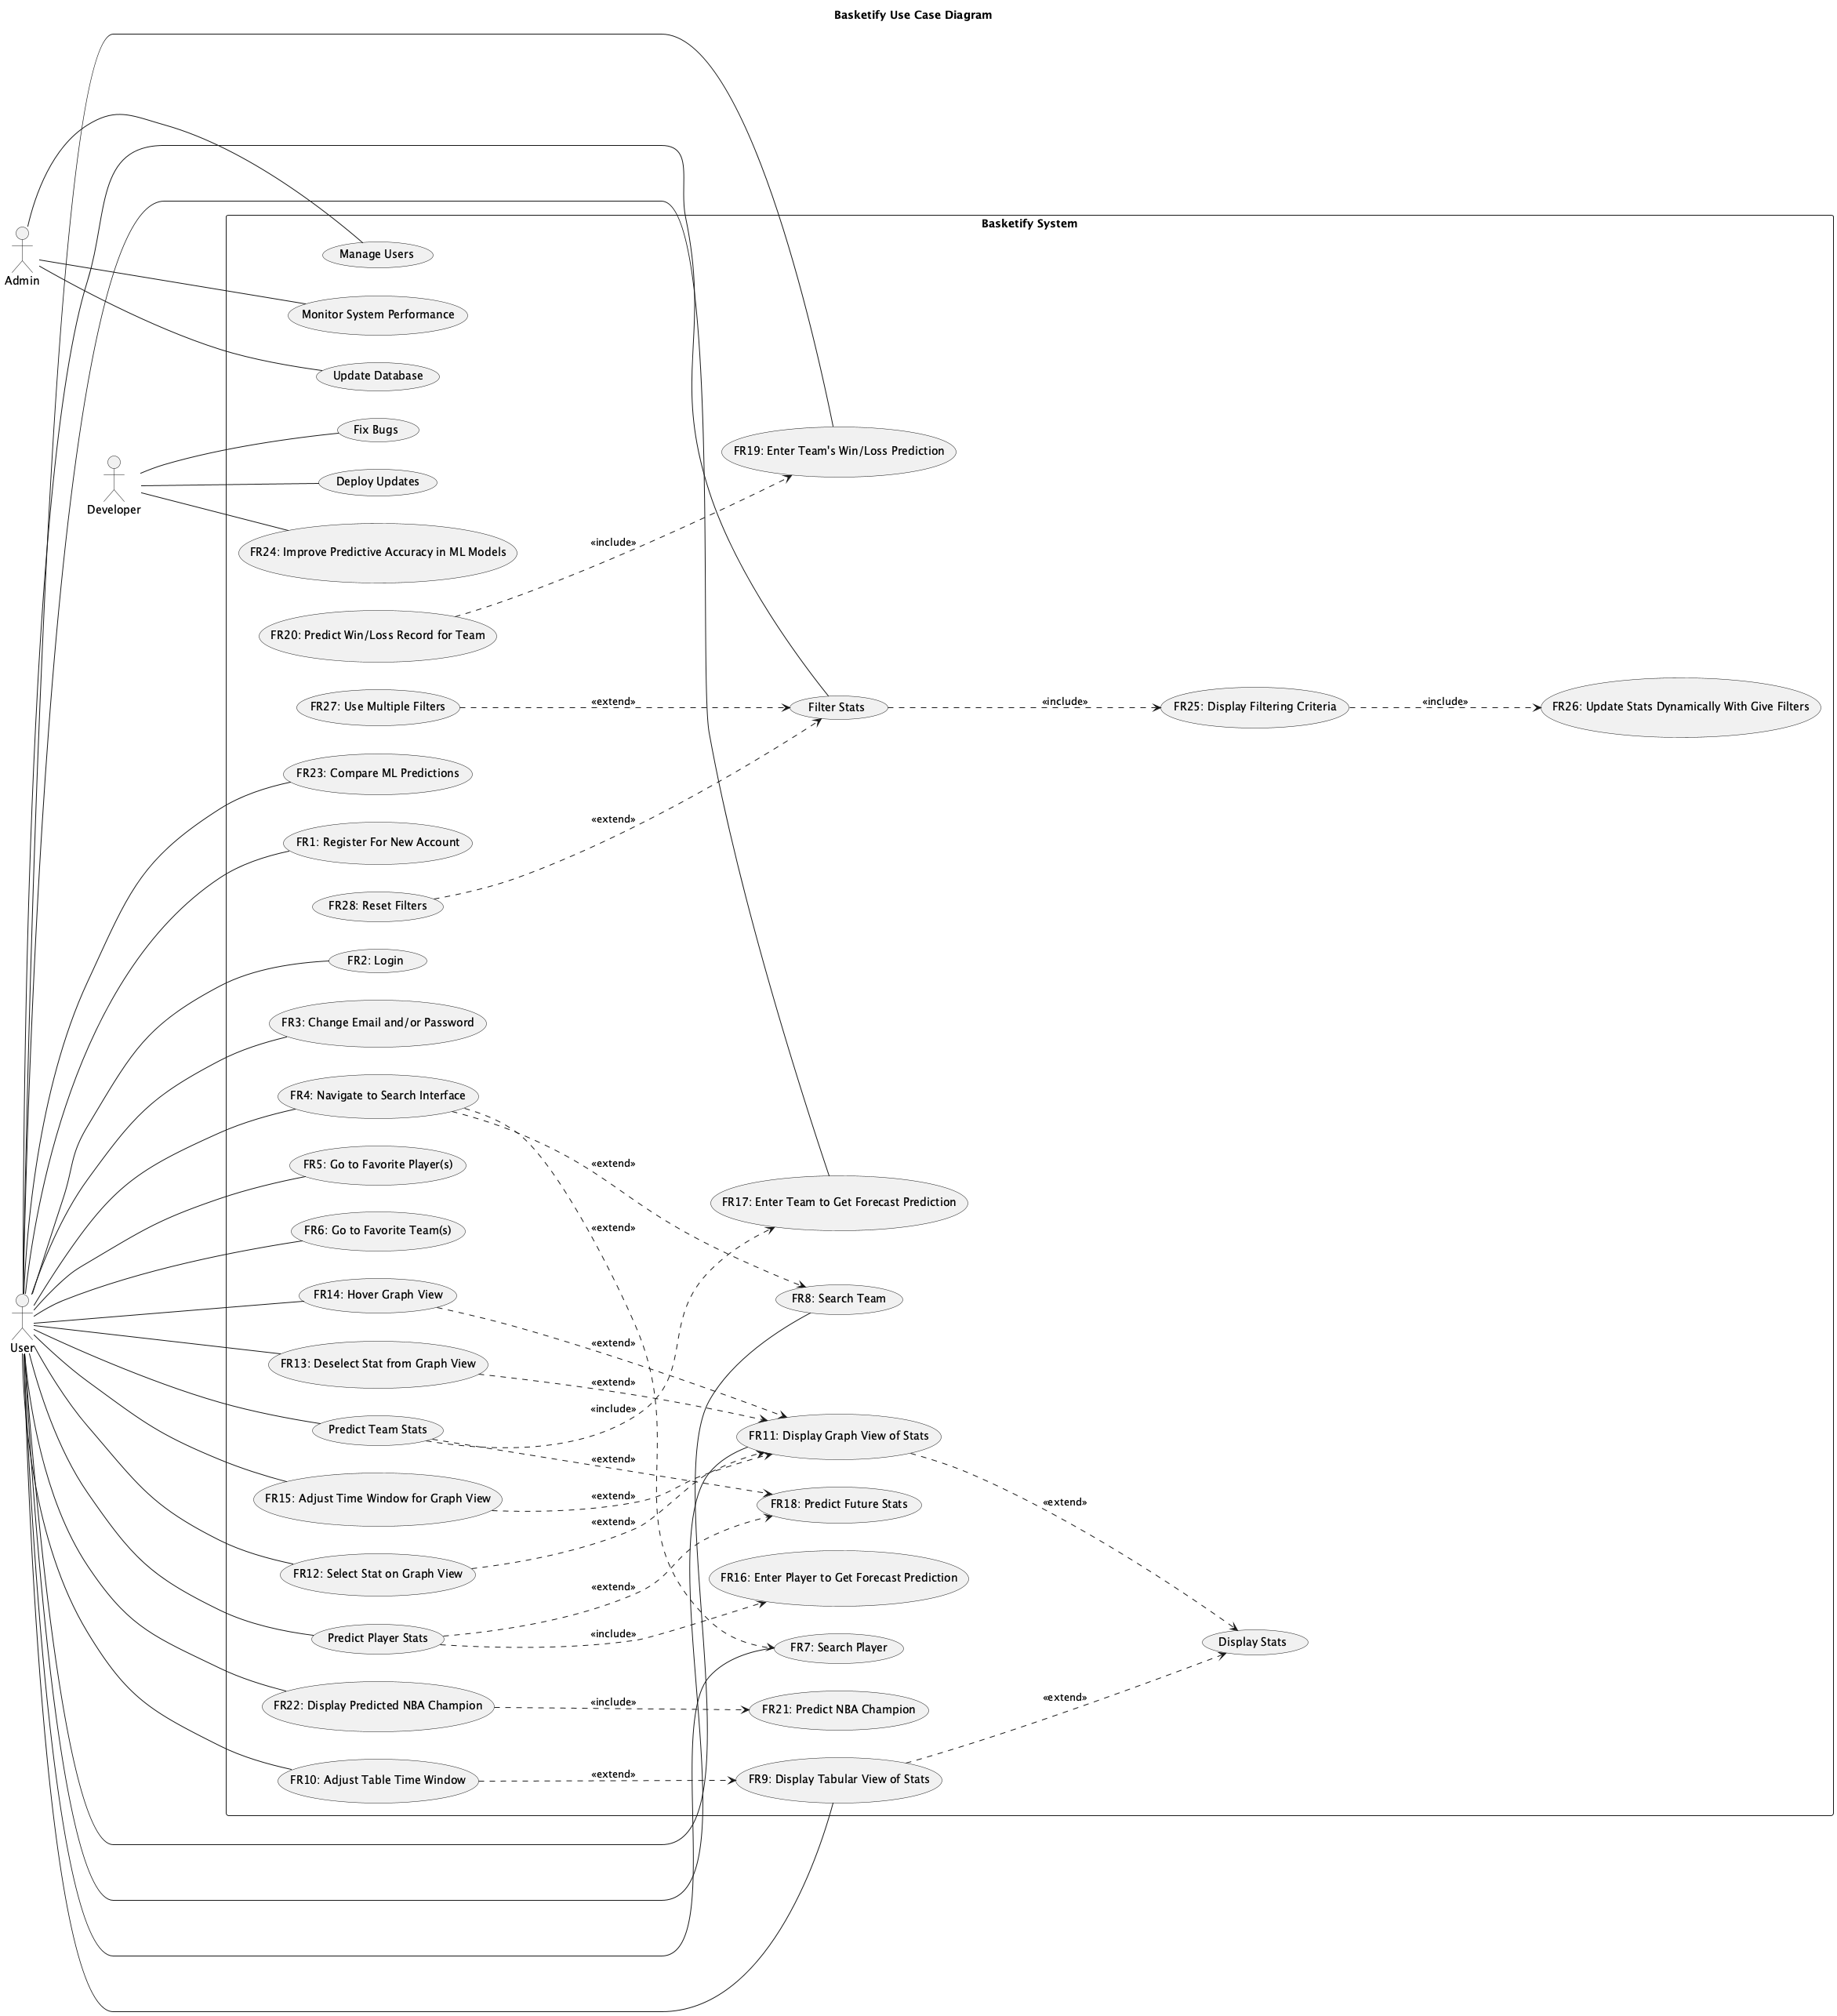 Basketify Use Case Diagram
Basketify System
Manage Users
Admin
Monitor System Performance
Update Database
Fix Bugs
FR19: Enter Team's Win/Loss Prediction
Deploy Updates
Developer
«include»
FR24: Improve Predictive Accuracy in ML Models
FR20: Predict Win/Loss Record for Team
«extend»
«include»
«include»
FR27: Use Multiple Filters
Filter Stats
FR25: Display Filtering Criteria
FR26: Update Stats Dynamically With Give Filters
FR23: Compare ML Predictions
«extend»
FR1: Register For New Account
FR28: Reset Filters
FR2: Login
FR3: Change Email and/or Password
FR4: Navigate to Search Interface
«extend»
FR5: Go to Favorite Player(s)
FR17: Enter Team to Get Forecast Prediction
«extend»
FR6: Go to Favorite Team(s)
FR14: Hover Graph View
FR8: Search Team
User
«extend»
FR13: Deselect Stat from Graph View
«extend»
«include»
Predict Team Stats
FR11: Display Graph View of Stats
«extend»
FR15: Adjust Time Window for Graph View
«extend»
FR18: Predict Future Stats
«extend»
«extend»
FR12: Select Stat on Graph View
FR16: Enter Player to Get Forecast Prediction
«extend»
Predict Player Stats
«include»
FR7: Search Player
Display Stats
FR22: Display Predicted NBA Champion
«include»
FR21: Predict NBA Champion
«extend»
FR10: Adjust Table Time Window
«extend»
FR9: Display Tabular View of Stats